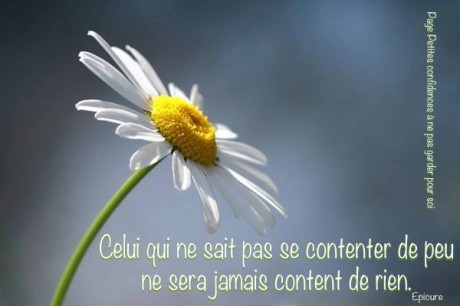 Page Petites confidences à ne pas garder pour soi
Celui qui ne sait pas se contenter de peu
ne sera jamais content de rien.
Epicure